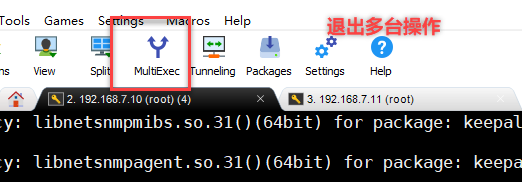 Tools Games Settings Macros Help
退出多台操作
View Split MultiExec Tunneling Packages Settings Help
2. 192.168.7.10 (root) (4) 3. 192.168.7.11 (root)
cy: libnetsnmpmibs.so.31()(64bit) for package: keepal
cy: libnetsnmpagent.so.31()(64bit) for package: keepa